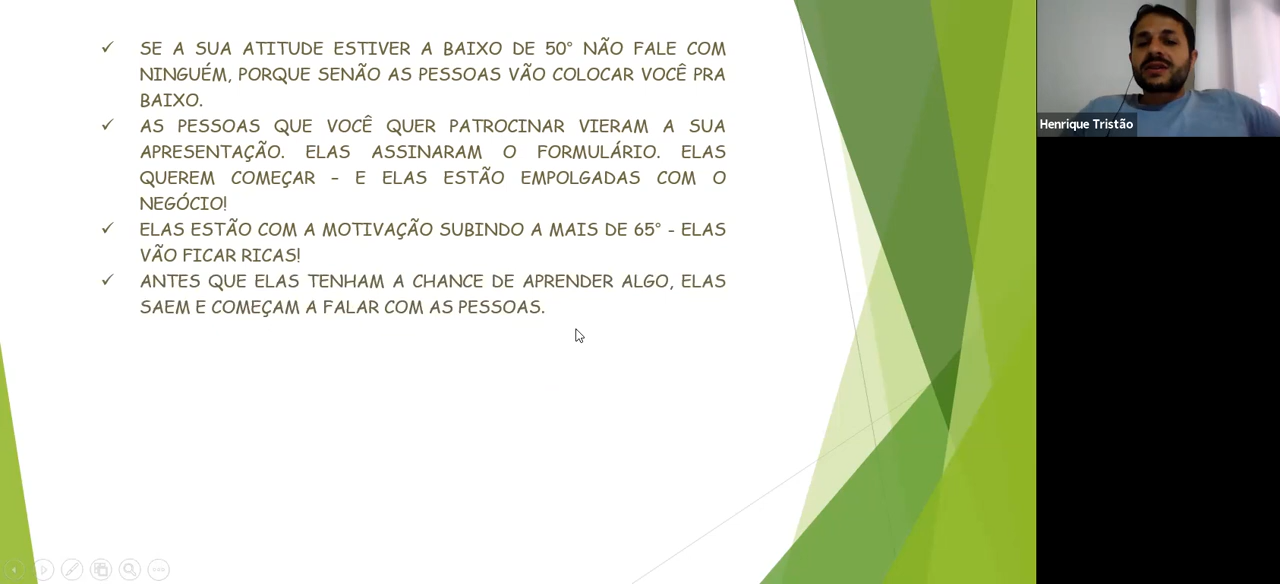 ✓ SE A SUA ATITUDE ESTIVER A BAIXO DE 50° NÃO FALE COM
NINGUÉM, PORQUE SENÃO AS PESSOAS VÃO COLOCAR VOCÊ PRA
BAIXO.
✓ AS PESSOAS QUE VOCÊ QUER PATROCINAR VIERAM A SUA
APRESENTAÇÃO. ELAS ASSINARAM O FORMULÁRIO. ELAS
QUEREM COMEÇAR – E ELAS ESTÃO EMPOLGADAS COM O
NEGÓCIO!
✓ ELAS ESTÃO COM A MOTIVAÇÃO SUBINDO A MAIS DE 65° - ELAS
VÃO FICAR RICAS!
✓ ANTES QUE ELAS TENHAM A CHANCE DE APRENDER ALGO, ELAS
SAEM E COMEÇAM A FALAR COM AS PESSOAS.
Henrique Tristão